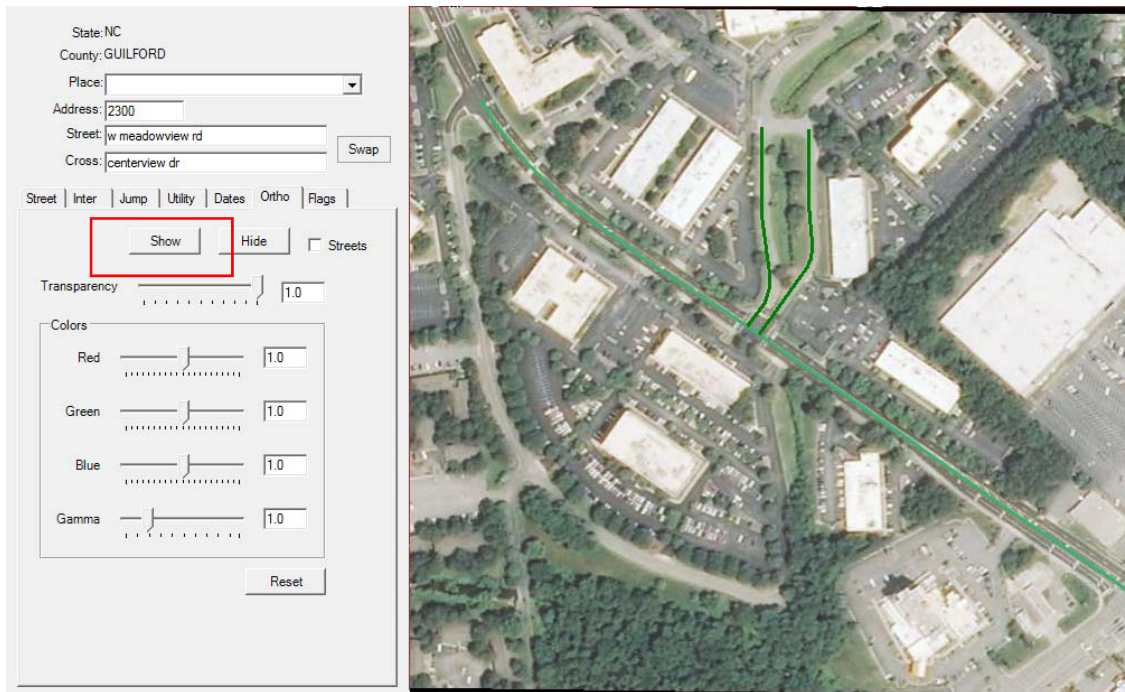 State: NC
County: GUILFORD
Place:
Address: 2300
Street: w meadowview rd
Cross: centerview dr
Swap
Street Inter Jump Utility Dates Ortho Flags
Show Hide Streets
Transparency 1.0
Colors
Red 1.0
Green 1.0
Blue 1.0
Gamma 1.0
Reset